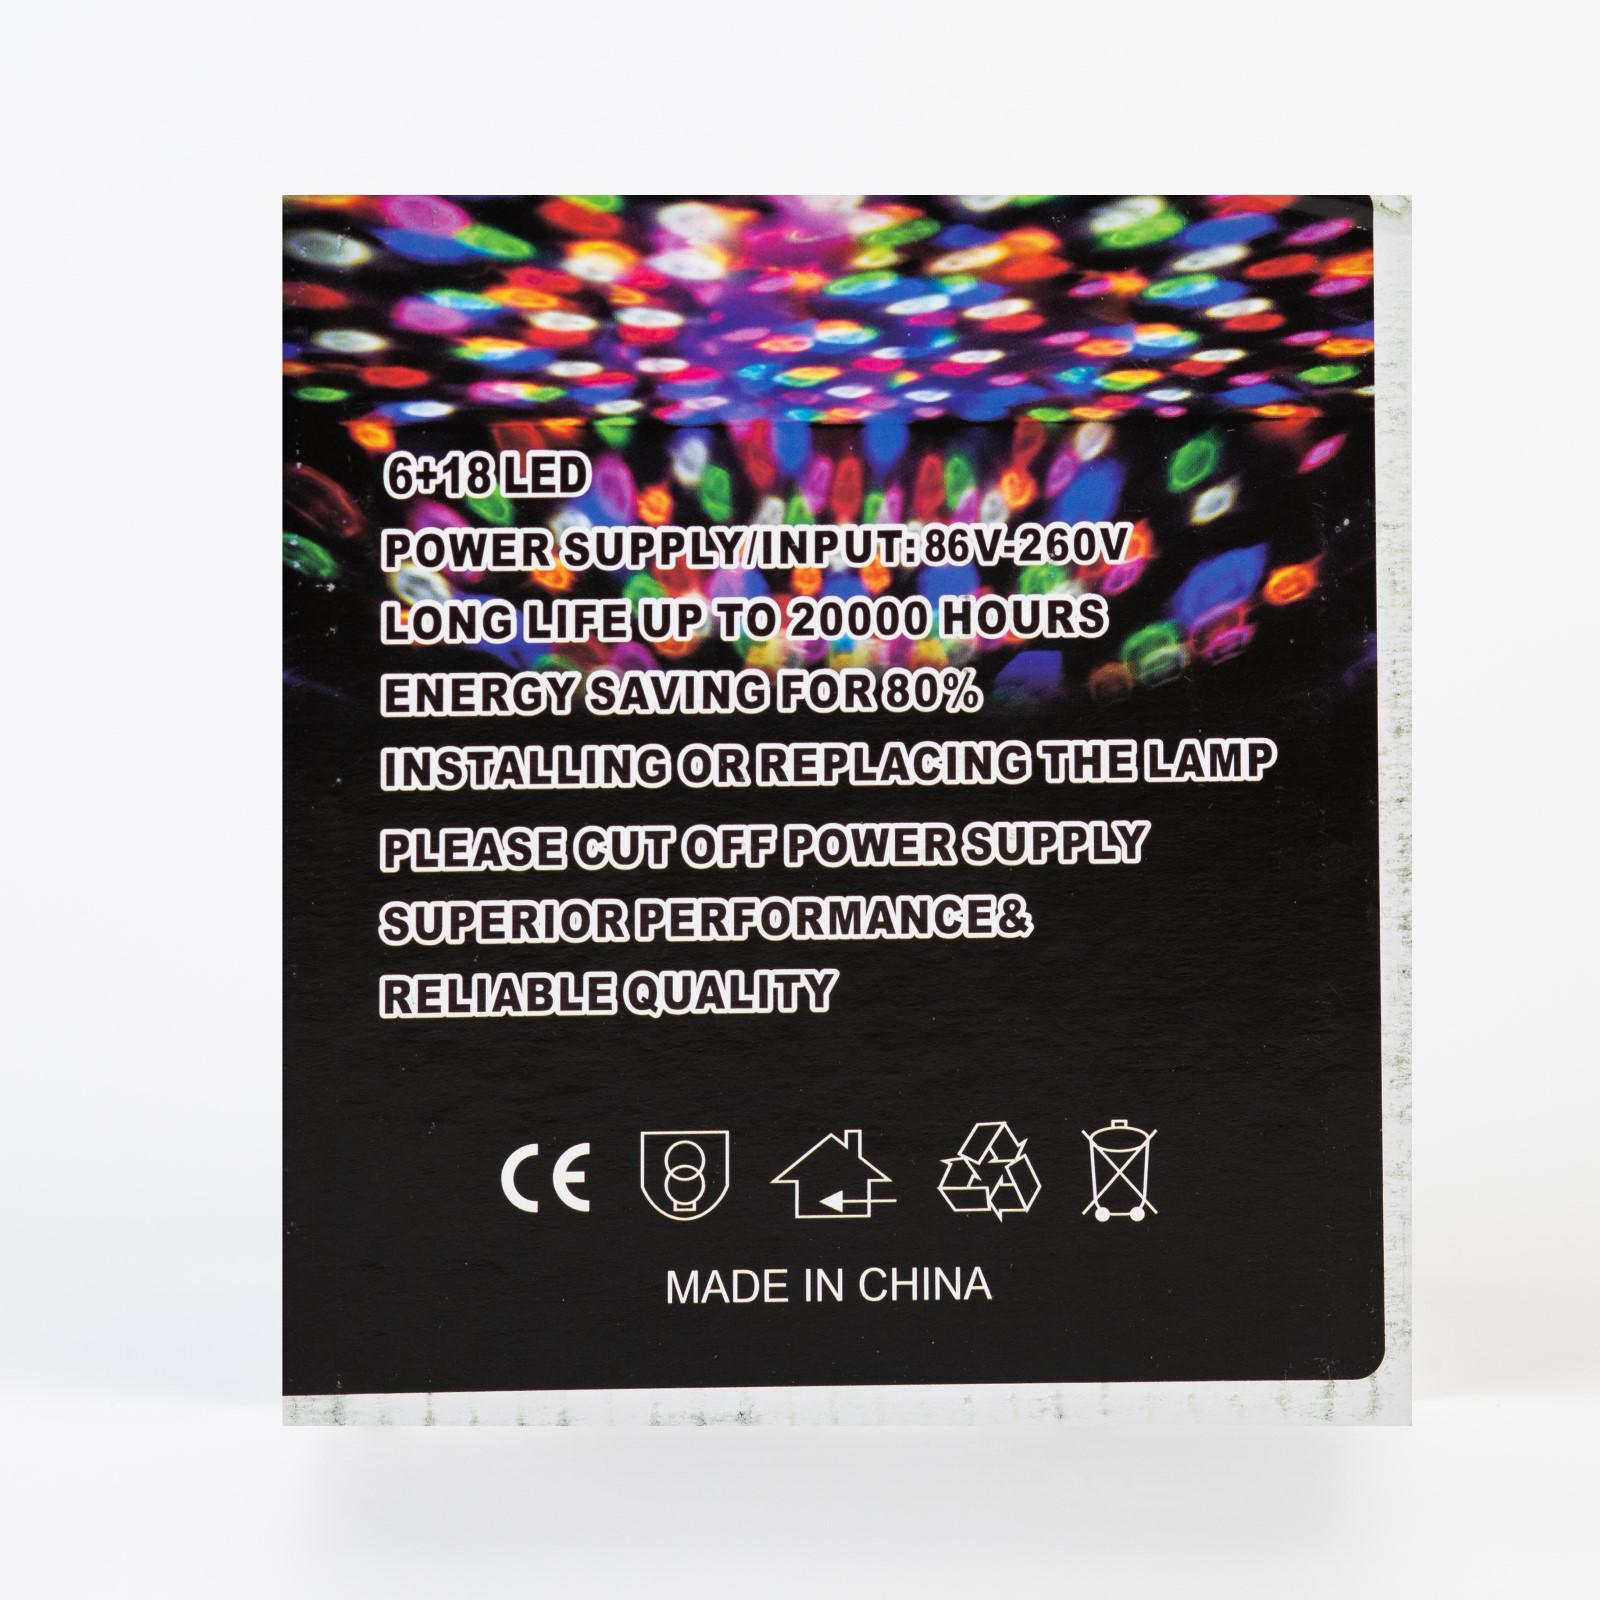 6+18 LED
POWER SUPPLY/INPUT:86V-260V
LONG LIFE UP TO 20000 HOURS
ENERGY SAVING FOR 80%
INSTALLING OR REPLACING THE LAMP
PLEASE CUT OFF POWER SUPPLY
SUPERIOR PERFORMANCE&
RELIABLE QUALITY
CE
MADE IN CHINA